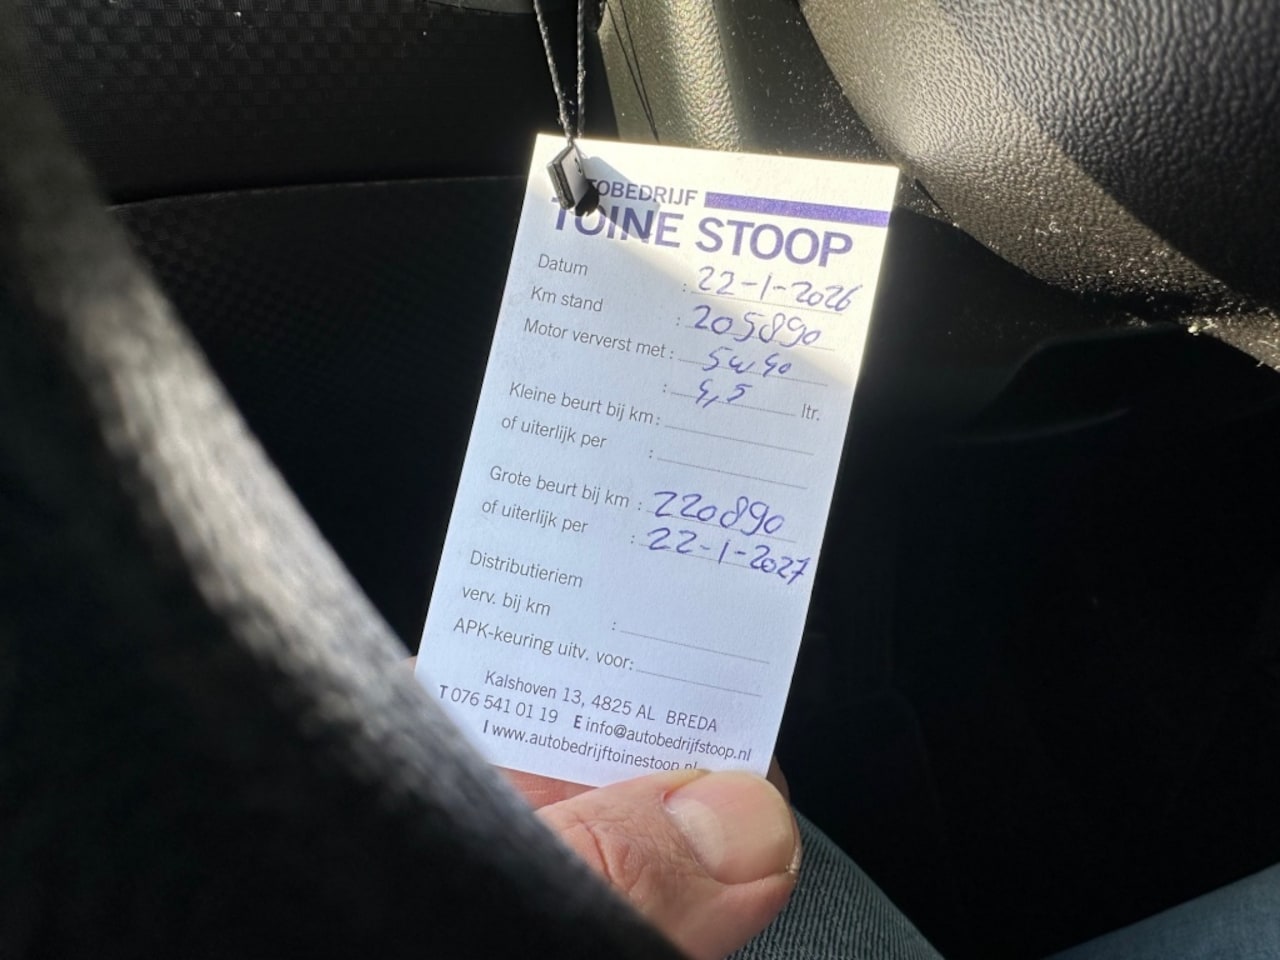 TOBEDRIJF
TOINE STOOP
Datum : 22-1-2026
Km stand : 205890
Motor ververst met : 5w40
: 4,5 ltr.
Kleine beurt bij km :
of uiterlijk per :
Grote beurt bij km : 220890
of uiterlijk per : 22-1-2027
Distributieriem
verv. bij km :
APK-keuring uitv. voor:
Kalshoven 13, 4825 AL BREDA
T 076 541 01 19 E info@autobedrijfstoop.nl
I www.autobedrijftoinestoop.nl